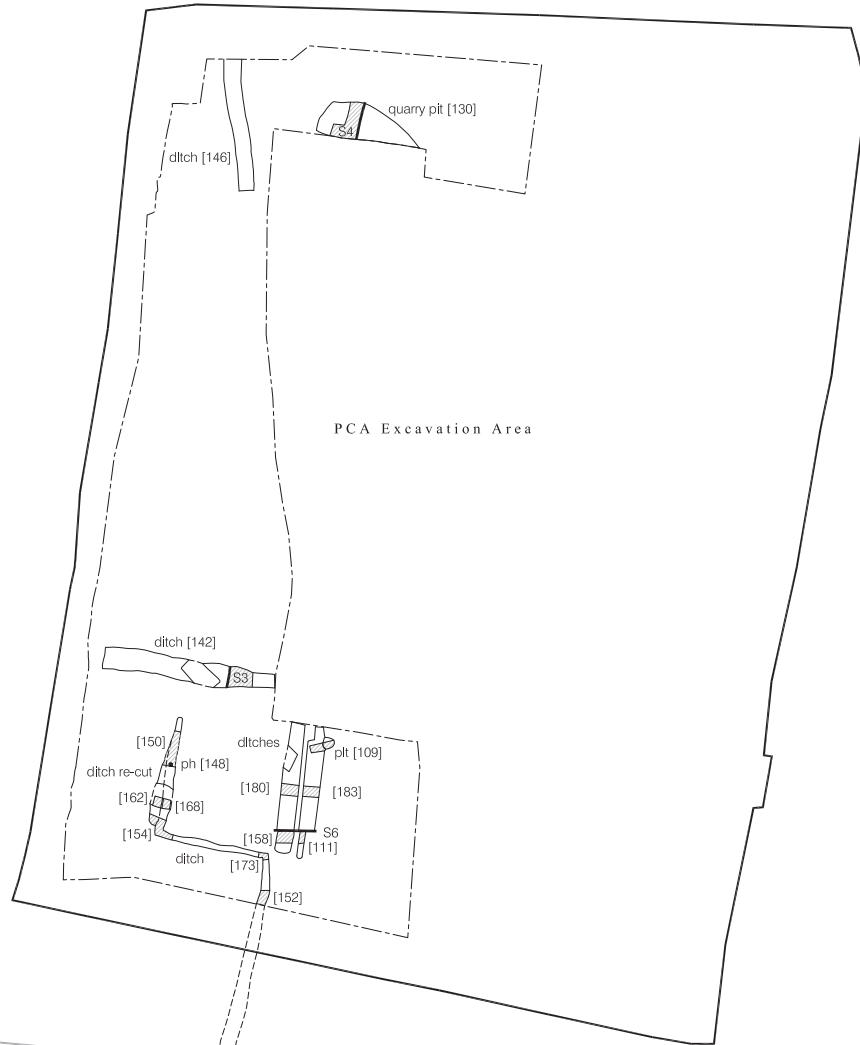 quarry pit [130]
S4
ditch [146]
PCA Excavation Area
ditch [142]
S3
[150]
ditches
pit [109]
ph [148]
ditch re-cut
[180]
[183]
[162]
[168]
[154]
[158]
S6
[111]
ditch
[173]
[152]